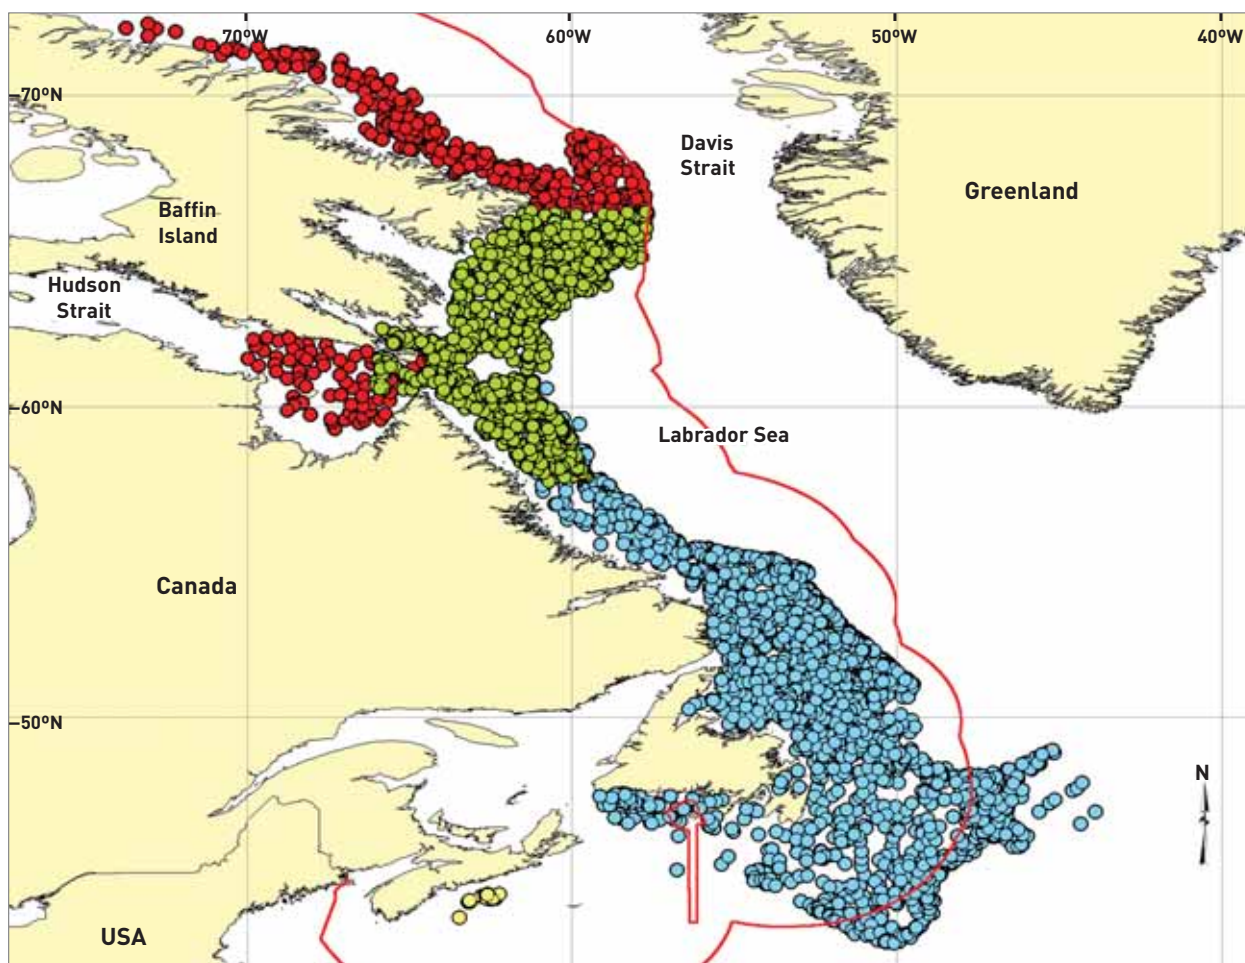 70ºW
60ºW
50ºW
40ºW
70ºN
Davis
Strait
Greenland
Baffin
Island
Hudson
Strait
60ºN
Labrador Sea
Canada
50ºN
N
USA